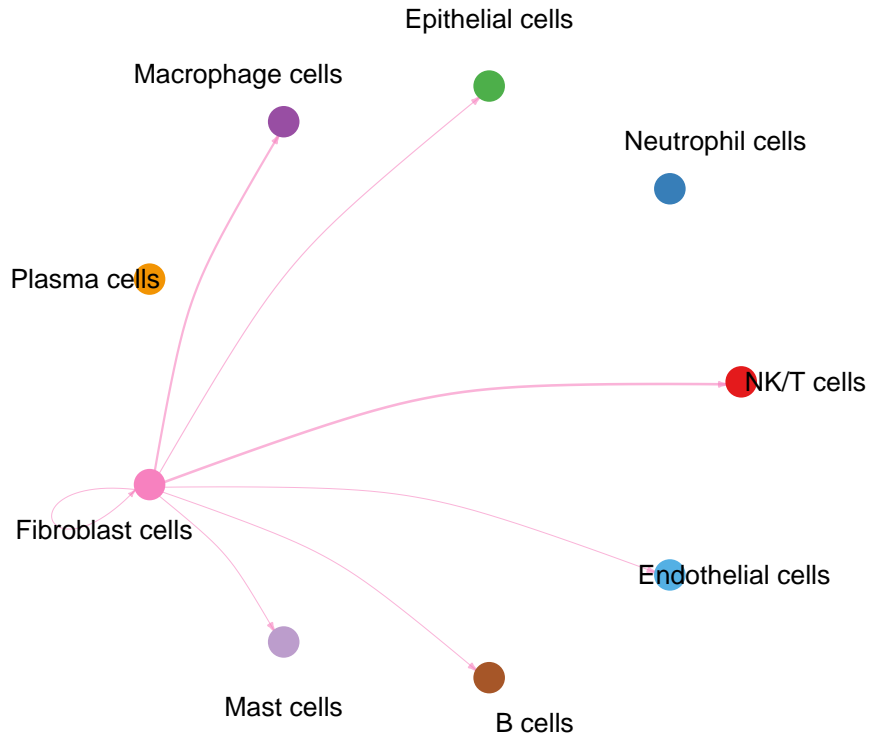 Epithelial cells
Macrophage cells
Neutrophil cells
Plasma cells
NK/T cells
Fibroblast cells
Endothelial cells
Mast cells
B cells